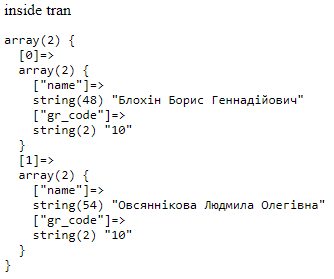 inside tran
array(2) {
  [0]=>
  array(2) {
    ["name"]=>
    string(48) "Блохін Борис Геннадійович"
    ["gr_code"]=>
    string(2) "10"
  }
  [1]=>
  array(2) {
    ["name"]=>
    string(54) "Овсяннікова Людмила Олегівна"
    ["gr_code"]=>
    string(2) "10"
  }
}